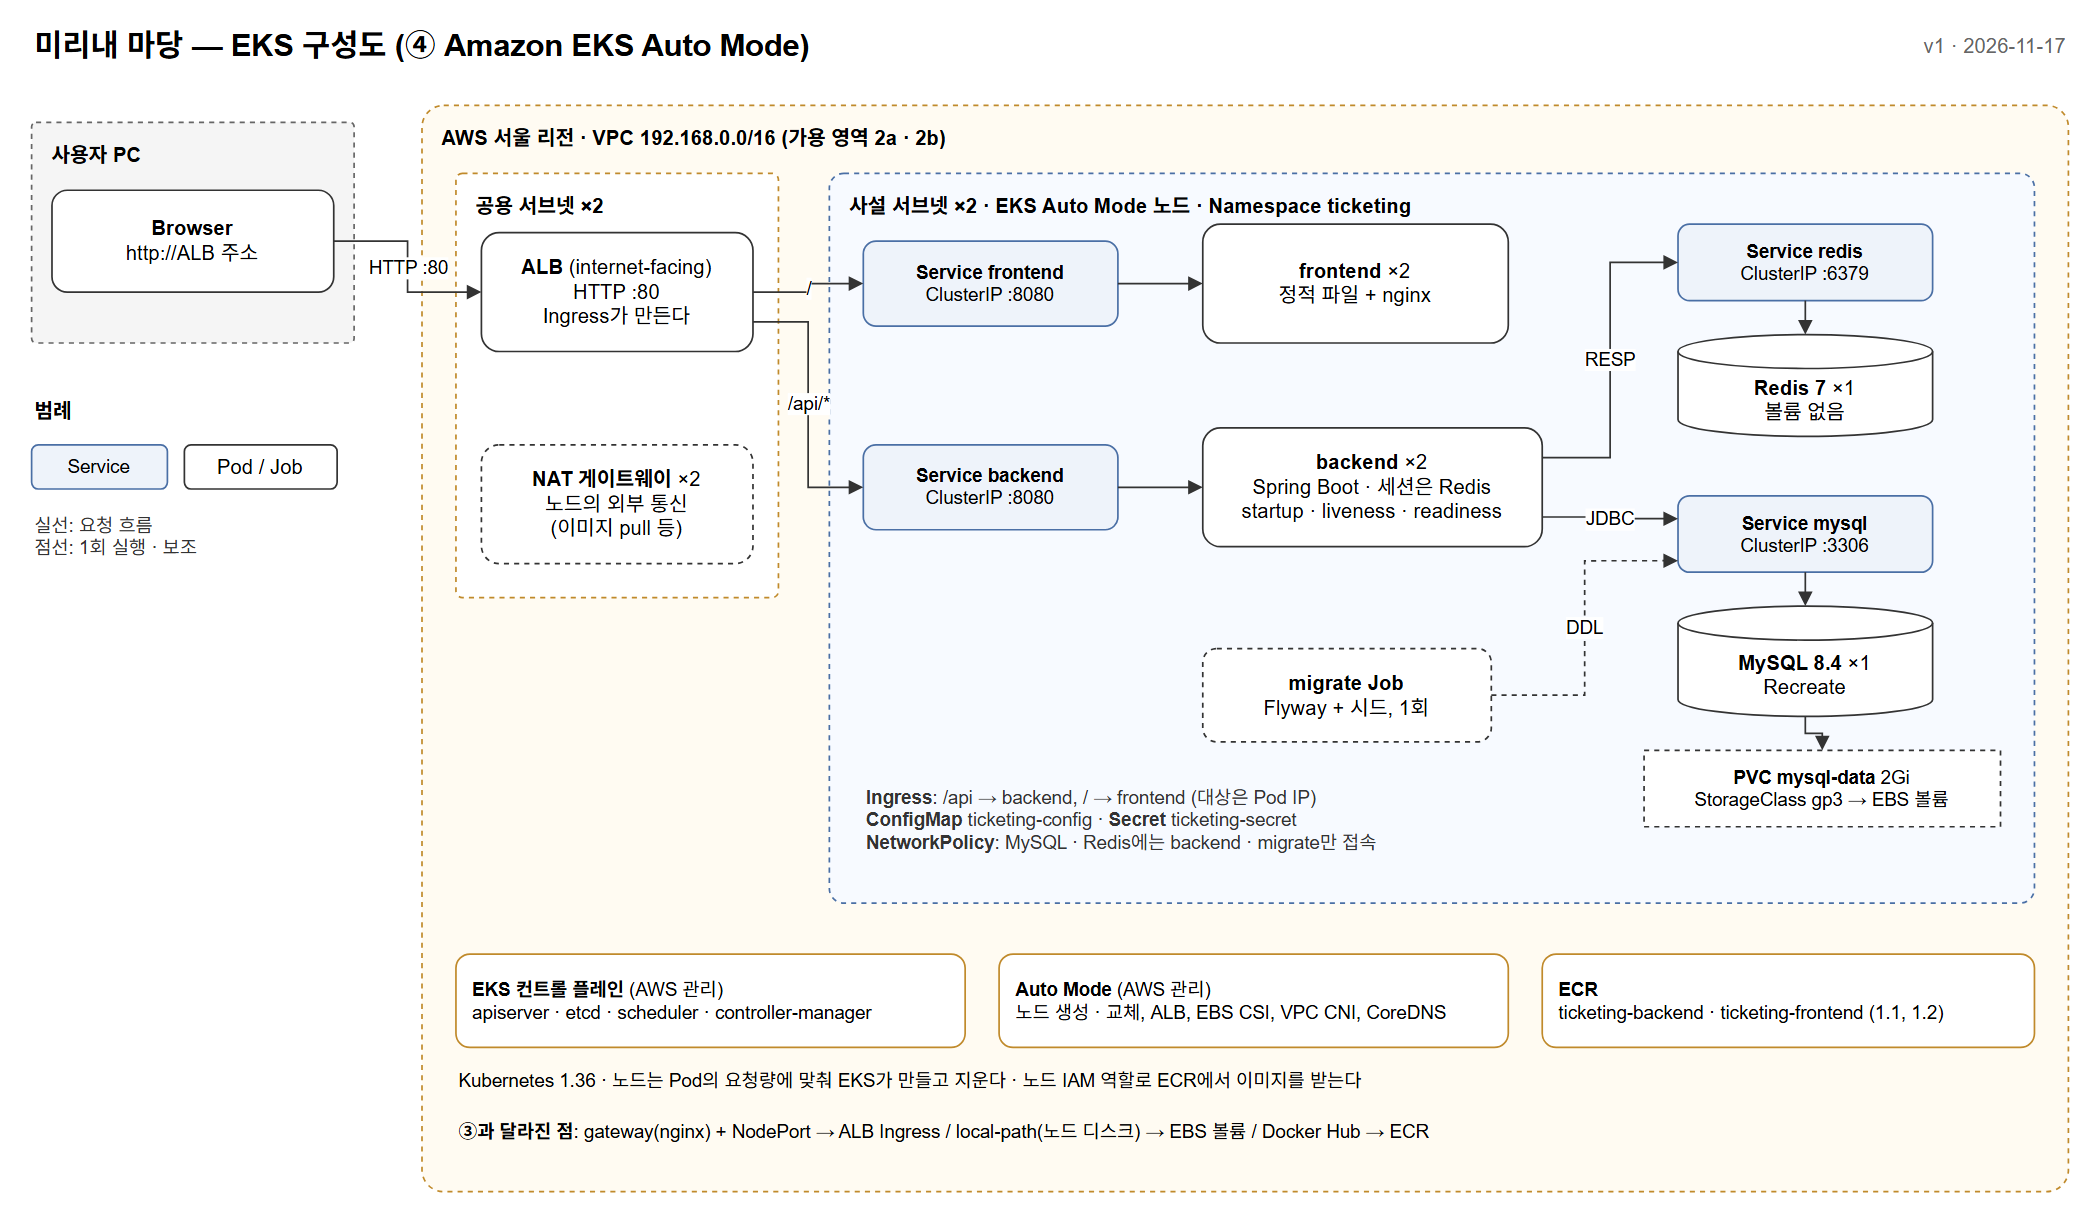 미리내 마당 — EKS 구성도 (④ Amazon EKS Auto Mode)
v1 · 2026-11-17
사용자 PC
Browser
http://ALB 주소
HTTP :80
범례
Service
Pod / Job
실선: 요청 흐름
점선: 1회 실행 · 보조
AWS 서울 리전 · VPC 192.168.0.0/16 (가용 영역 2a · 2b)
공용 서브넷 ×2
ALB (internet-facing)
HTTP :80
Ingress가 만든다
/
/api/*
NAT 게이트웨이 ×2
노드의 외부 통신
(이미지 pull 등)
사설 서브넷 ×2 · EKS Auto Mode 노드 · Namespace ticketing
Service frontend
ClusterIP :8080
frontend ×2
정적 파일 + nginx
Service backend
ClusterIP :8080
backend ×2
Spring Boot · 세션은 Redis
startup · liveness · readiness
RESP
JDBC
DDL
Service redis
ClusterIP :6379
Redis 7 ×1
볼륨 없음
Service mysql
ClusterIP :3306
MySQL 8.4 ×1
Recreate
migrate Job
Flyway + 시드, 1회
PVC mysql-data 2Gi
StorageClass gp3 → EBS 볼륨
Ingress: /api → backend, / → frontend (대상은 Pod IP)
ConfigMap ticketing-config · Secret ticketing-secret
NetworkPolicy: MySQL · Redis에는 backend · migrate만 접속
EKS 컨트롤 플레인 (AWS 관리)
apiserver · etcd · scheduler · controller-manager
Auto Mode (AWS 관리)
노드 생성 · 교체, ALB, EBS CSI, VPC CNI, CoreDNS
ECR
ticketing-backend · ticketing-frontend (1.1, 1.2)
Kubernetes 1.36 · 노드는 Pod의 요청량에 맞춰 EKS가 만들고 지운다 · 노드 IAM 역할로 ECR에서 이미지를 받는다
③과 달라진 점: gateway(nginx) + NodePort → ALB Ingress / local-path(노드 디스크) → EBS 볼륨 / Docker Hub → ECR